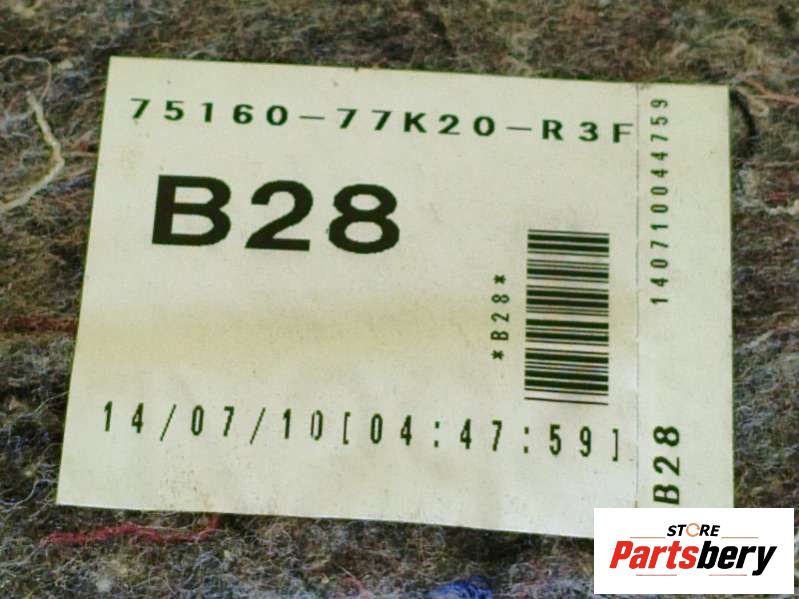 75160-77K20-R3F
B28
*B28*
14/07/10[04:47:59]
140710044759
B28
STORE
Partsbery